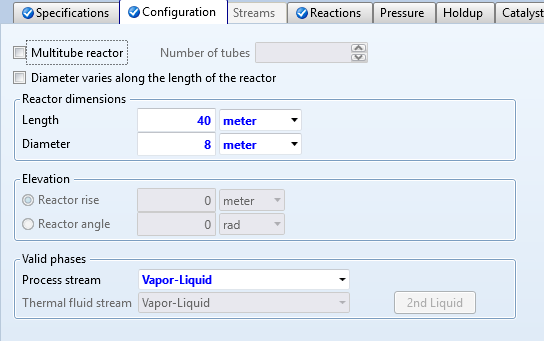 Specifications Configuration Streams Reactions Pressure Holdup Catalyst
Multitube reactor Number of tubes
Diameter varies along the length of the reactor
Reactor dimensions
Length 40 meter
Diameter 8 meter
Elevation
Reactor rise 0 meter
Reactor angle 0 rad
Valid phases
Process stream Vapor-Liquid
Thermal fluid stream Vapor-Liquid 2nd Liquid